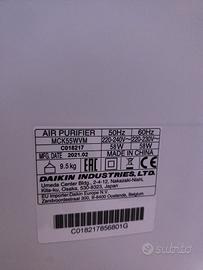 AIR PURIFIER 50Hz 60Hz
MCK55WVM 220-240V~ 220-230V~
C018217 58W 58W
MFG. DATE 2021.02 MADE IN CHINA
9.5kg EAC CE
DAIKIN INDUSTRIES, LTD.
Umeda Center Bldg., 2-4-12, Nakazaki-Nishi,
Kita-ku, Osaka, 530-8323, Japan
EU Importer:Daikin Europe N.V.
Zandvoordestraat 300, B-8400 Oostende, Belgium
C018217856801G
subito